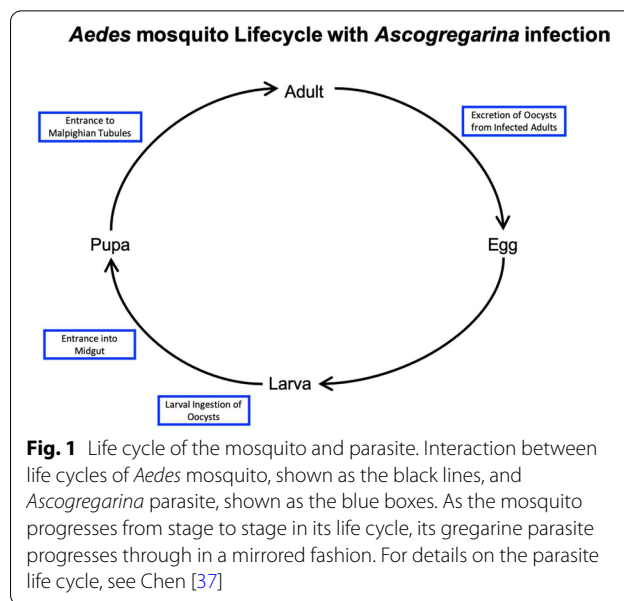 Aedes mosquito Lifecycle with Ascogregarina infection
Adult
Entrance to
Malpighian Tubules
Excretion of Oocysts
from Infected Adults
Pupa
Egg
Entrance into
Midgut
Larva
Larval Ingestion of
Oocysts
Fig. 1 Life cycle of the mosquito and parasite. Interaction between
life cycles of Aedes mosquito, shown as the black lines, and
Ascogregarina parasite, shown as the blue boxes. As the mosquito
progresses from stage to stage in its life cycle, its gregarine parasite
progresses through in a mirrored fashion. For details on the parasite
life cycle, see Chen [37]